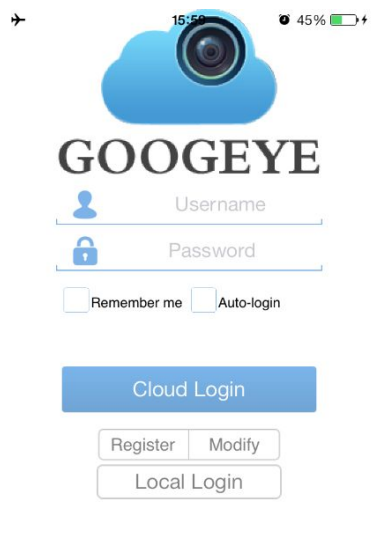 15:59 45%
GOOGEYE
Username
Password
Remember me Auto-login
Cloud Login
Register Modify
Local Login